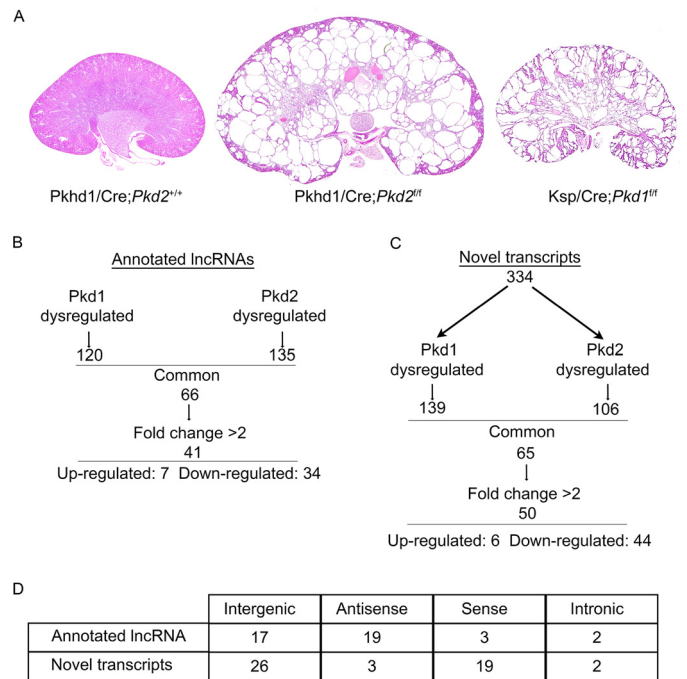 A
Pkhd1/Cre;Pkd2+/+
Pkhd1/Cre;Pkd2f/f
Ksp/Cre;Pkd1f/f
B
Annotated lncRNAs
Pkd1
dysregulated
Pkd2
dysregulated
120
135
Common
66
Fold change >2
41
Up-regulated: 7 Down-regulated: 34
C
Novel transcripts
334
Pkd1
dysregulated
Pkd2
dysregulated
139
106
Common
65
Fold change >2
50
Up-regulated: 6 Down-regulated: 44
D
Intergenic Antisense Sense Intronic
Annotated lncRNA 17 19 3 2
Novel transcripts 26 3 19 2